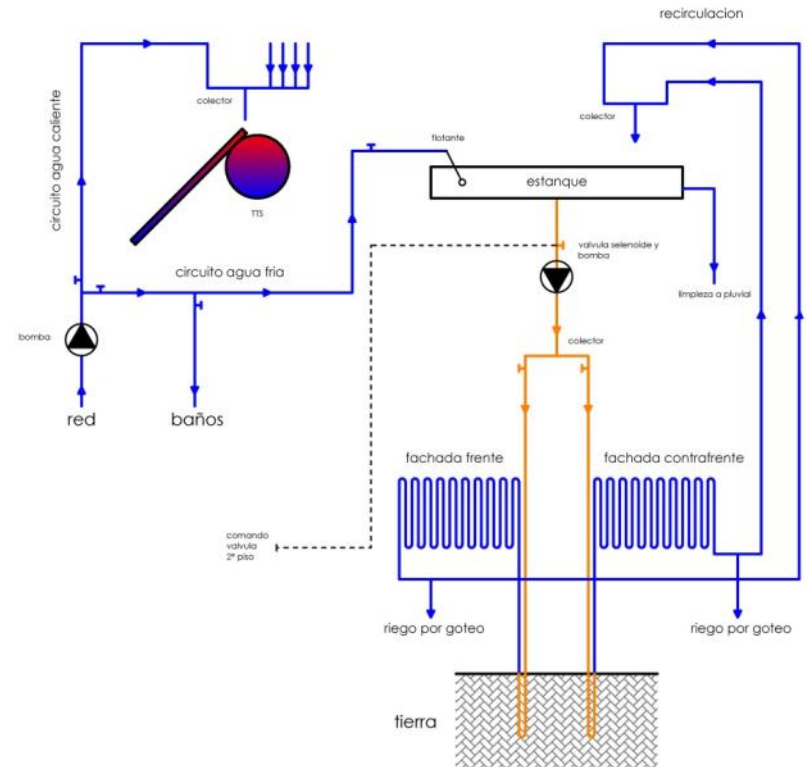 recirculacion
circuito agua caliente
colector
colector
flotante
estanque
TTS
valvula selenoide y
bomba
circuito agua fria
limpieza a pluvial
bomba
colector
red
baños
fachada frente
fachada contrafrente
comando
valvula
2º piso
riego por goteo
riego por goteo
tierra